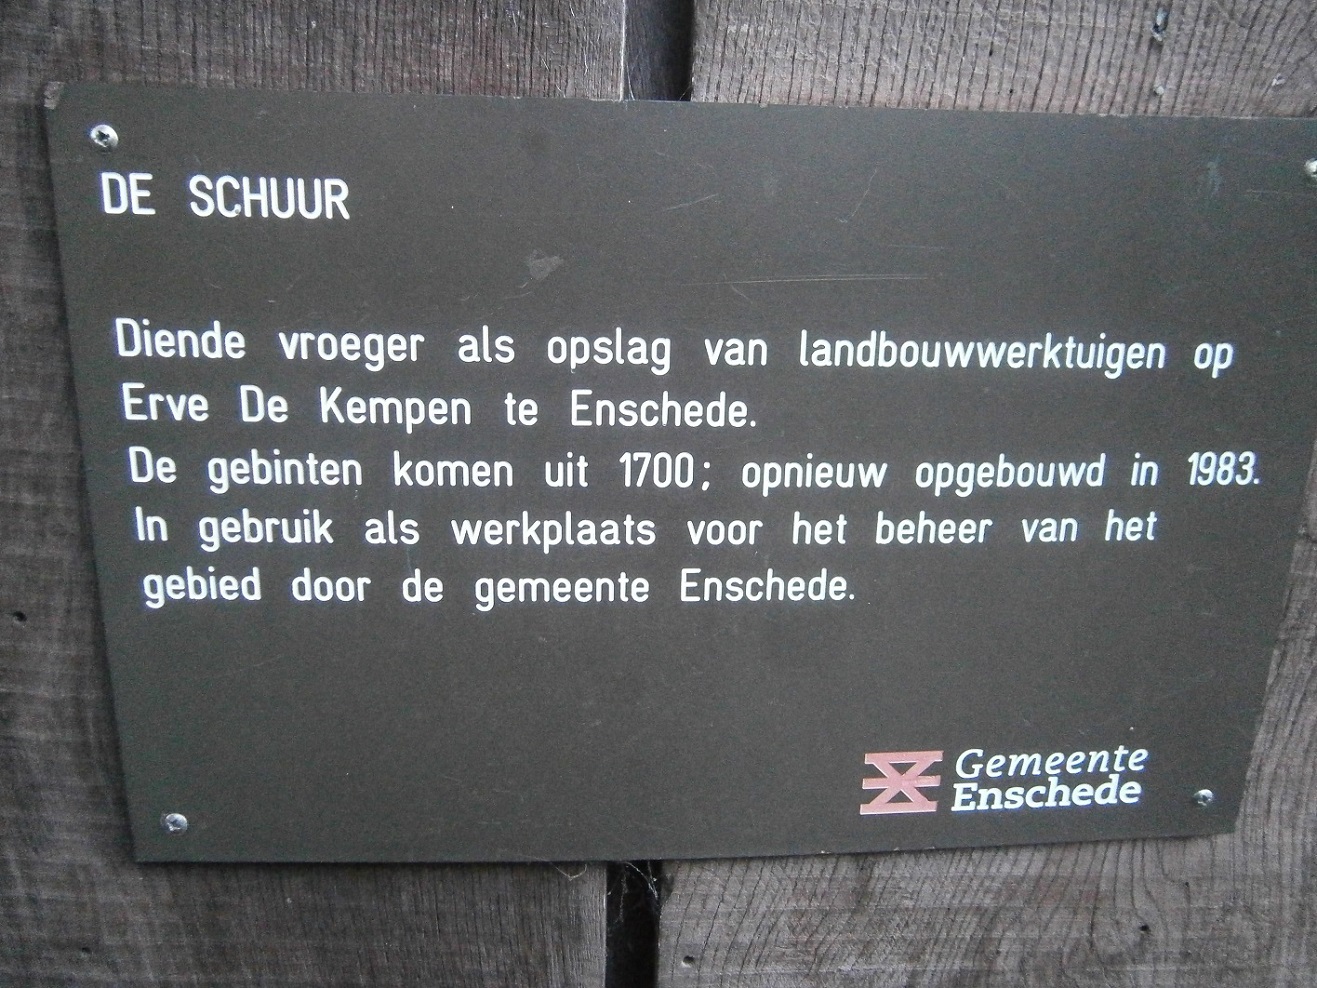 DE SCHUUR
Diende vroeger als opslag van landbouwwerktuigen op
Erve De Kempen te Enschede.
De gebinten komen uit 1700; opnieuw opgebouwd in 1983.
In gebruik als werkplaats voor het beheer van het
gebied door de gemeente Enschede.
Gemeente
Enschede